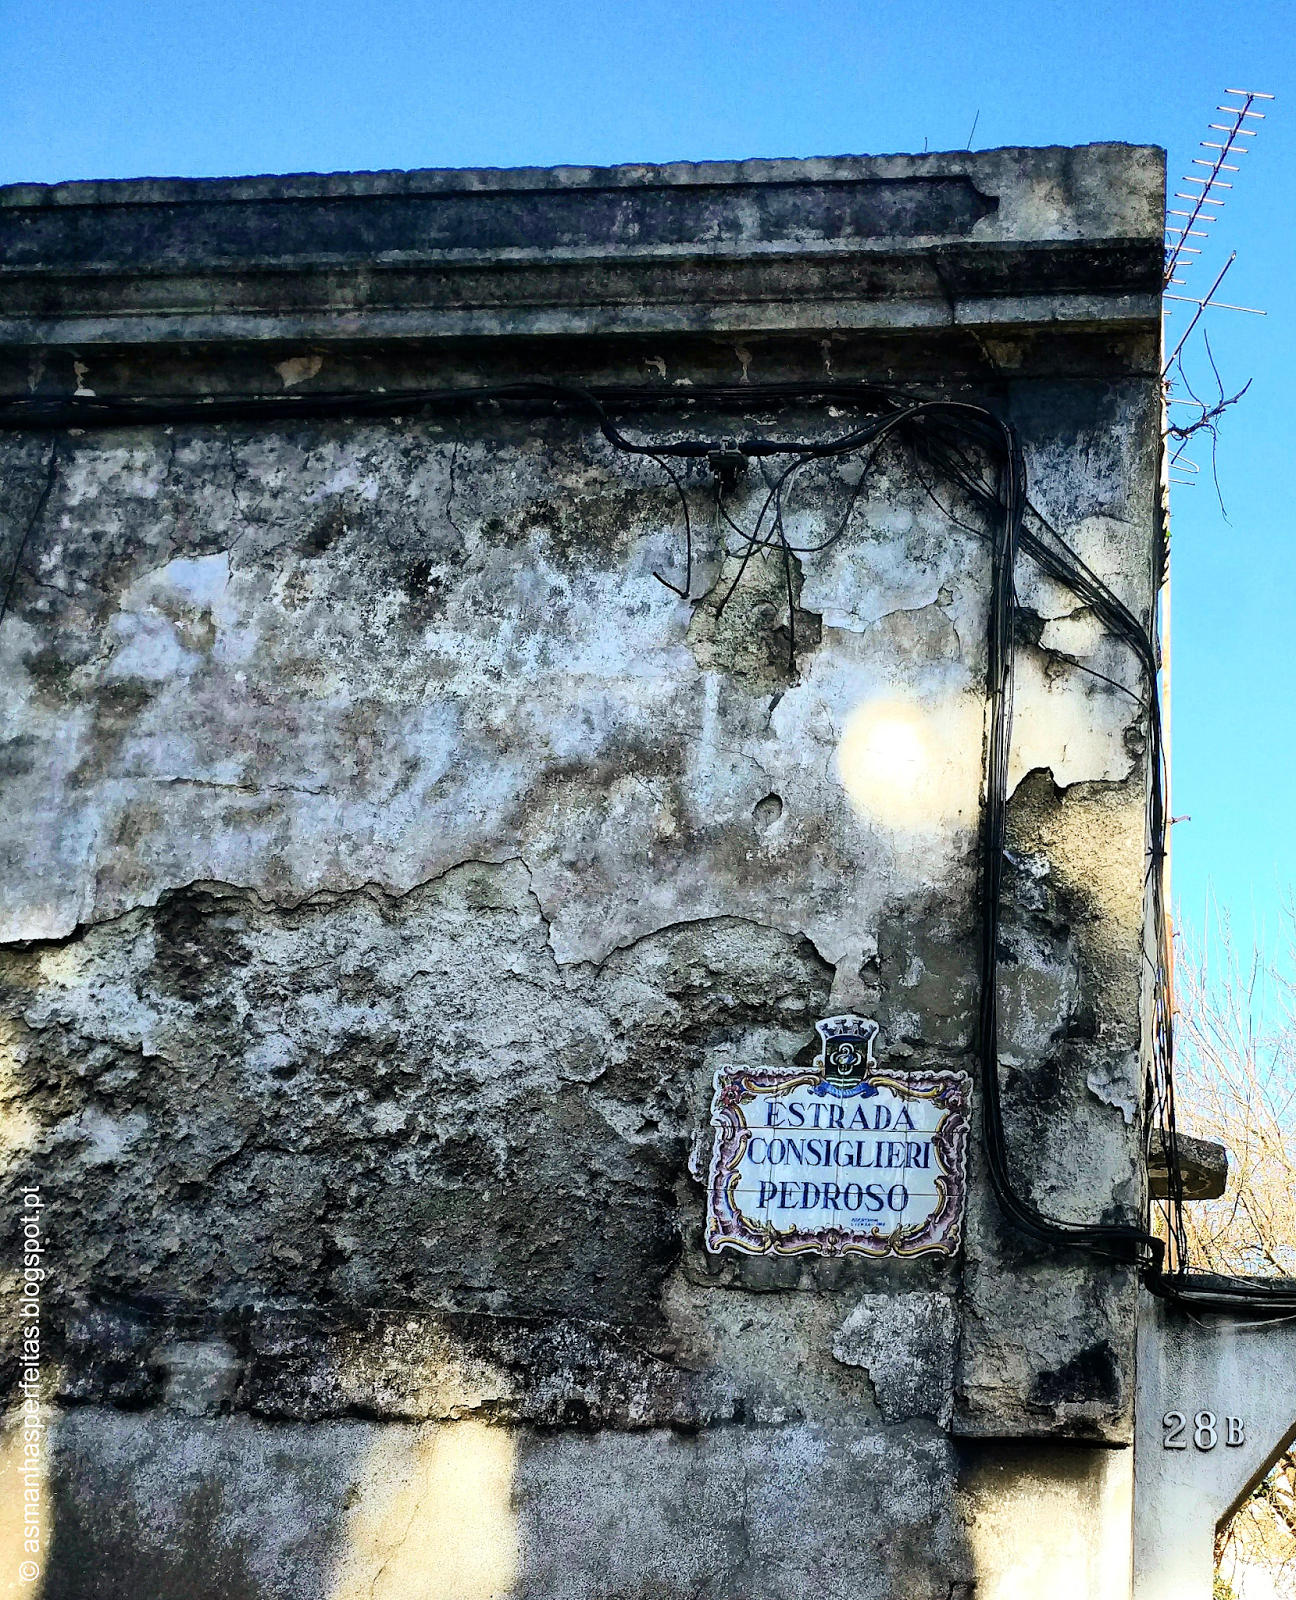 ESTRADA
CONSIGLIERI
PEDROSO
28B
© asmanhasperfeitas.blogspot.pt